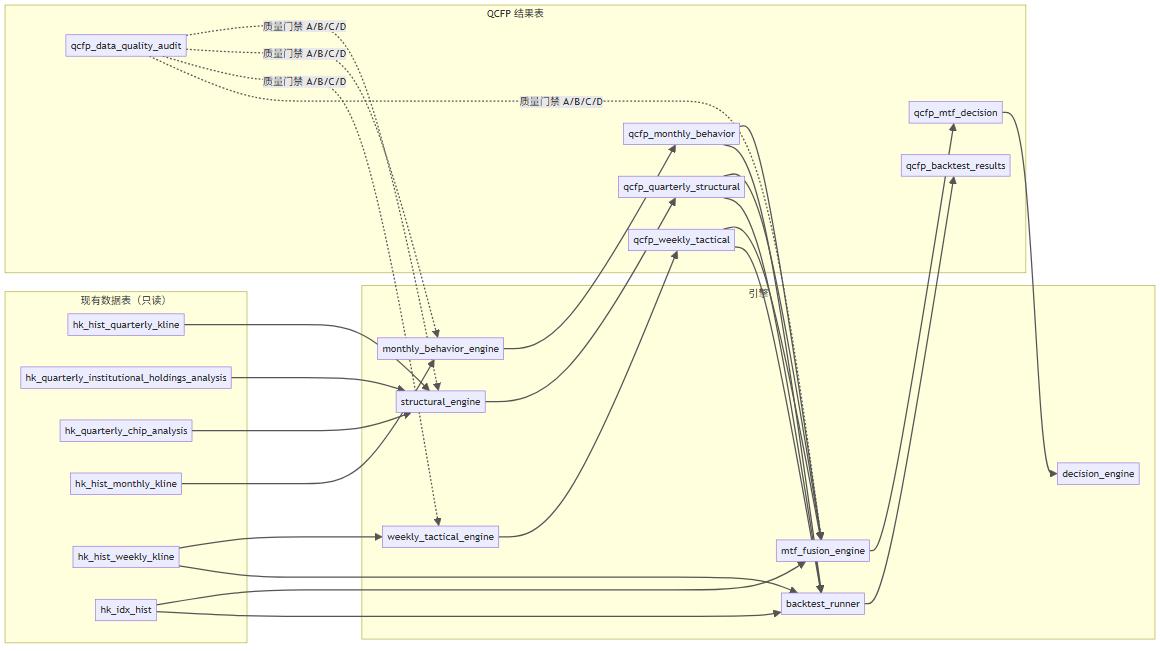 QCFP 结果表
qcfp_data_quality_audit
质量门禁 A/B/C/D
质量门禁 A/B/C/D
质量门禁 A/B/C/D
质量门禁 A/B/C/D
qcfp_monthly_behavior
qcfp_quarterly_structural
qcfp_weekly_tactical
qcfp_mtf_decision
qcfp_backtest_results
现有数据表（只读）
hk_hist_quarterly_kline
hk_quarterly_institutional_holdings_analysis
hk_quarterly_chip_analysis
hk_hist_monthly_kline
hk_hist_weekly_kline
hk_idx_hist
引擎
monthly_behavior_engine
structural_engine
weekly_tactical_engine
mtf_fusion_engine
backtest_runner
decision_engine